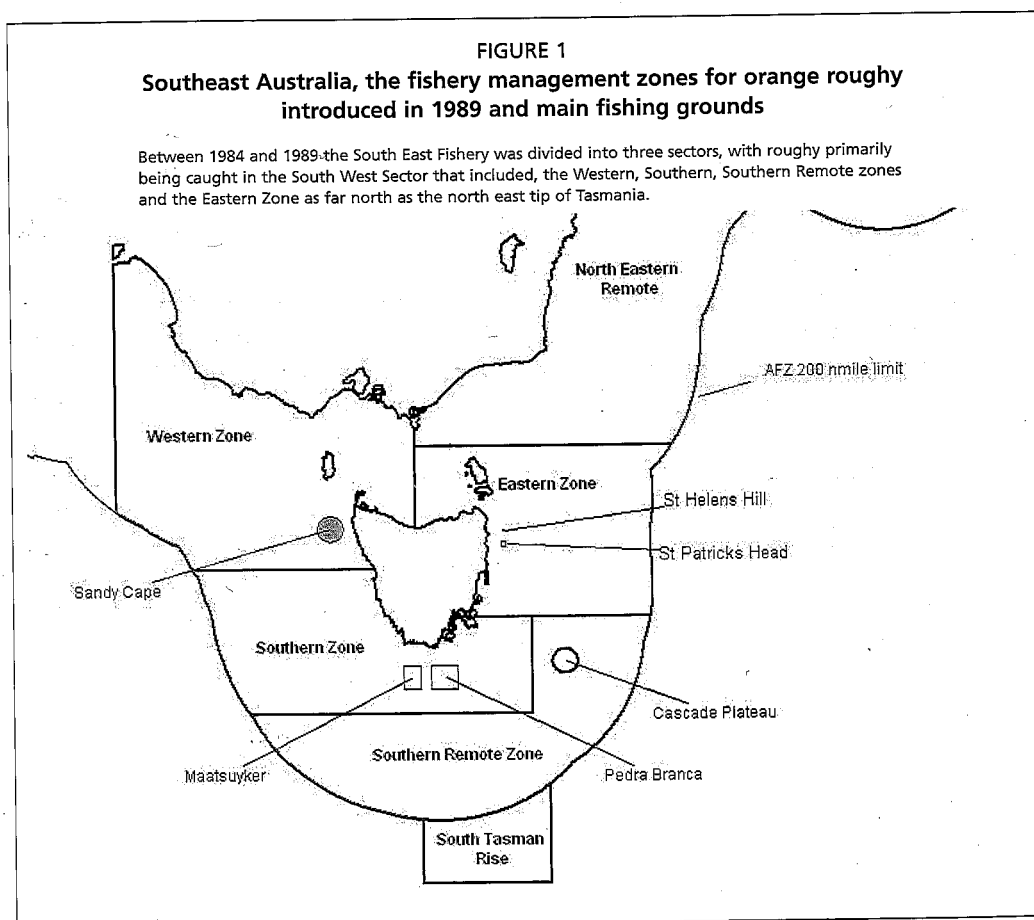 FIGURE 1
Southeast Australia, the fishery management zones for orange roughy
introduced in 1989 and main fishing grounds
Between 1984 and 1989 the South East Fishery was divided into three sectors, with roughy primarily
being caught in the South West Sector that included, the Western, Southern, Southern Remote zones
and the Eastern Zone as far north as the north east tip of Tasmania.
North Eastern
Remote
AFZ 200 nmile limit
Western Zone
Eastern Zone
St Helens Hill
St Patricks Head
Sandy Cape
Southern Zone
Cascade Plateau
Southern Remote Zone
Maatsuyker
Pedra Branca
South Tasman
Rise